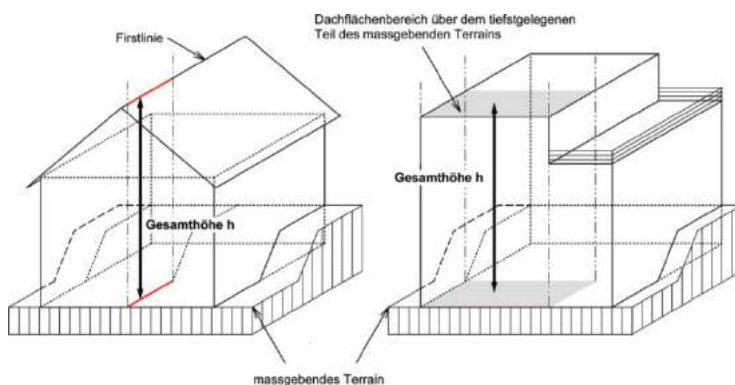 Firstlinie
Dachflächenbereich über dem tiefstgelegenen
Teil des massgebenden Terrains
Gesamthöhe h
Gesamthöhe h
massgebendes Terrain